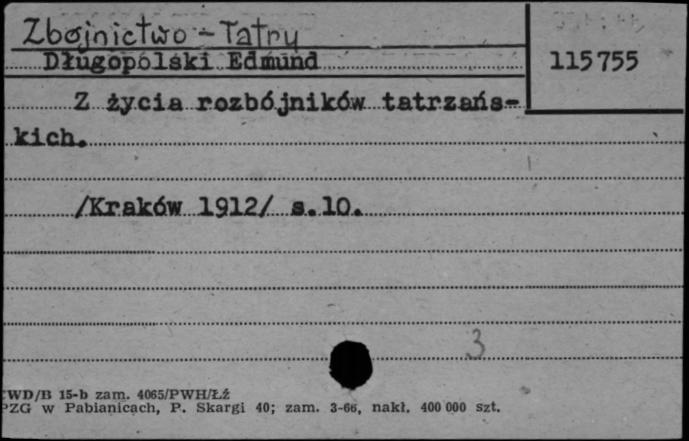 Zbójnictwo - Tatry
Długopolski Edmund
115755
Z życia rozbójników tatrzańs-
kich.
/Kraków 1912/ s.10.
3
WD/B 15-b zam. 4065/PWH/Łź
PZG w Pabianicach, P. Skargi 40; zam. 3-66, nakł. 400 000 szt.